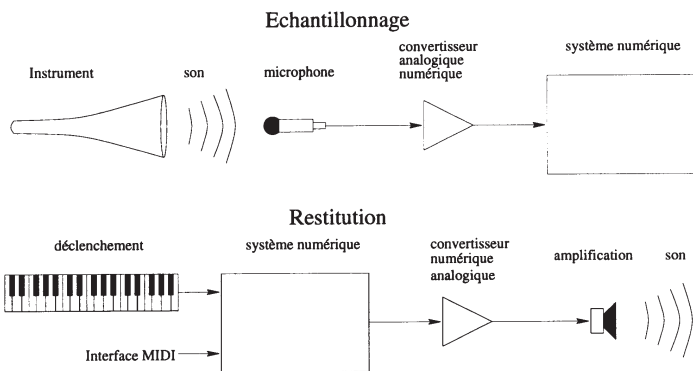 Echantillonnage
Instrument
son
microphone
convertisseur
analogique
numérique
système numérique
Restitution
déclenchement
système numérique
convertisseur
numérique
analogique
amplification
son
Interface MIDI